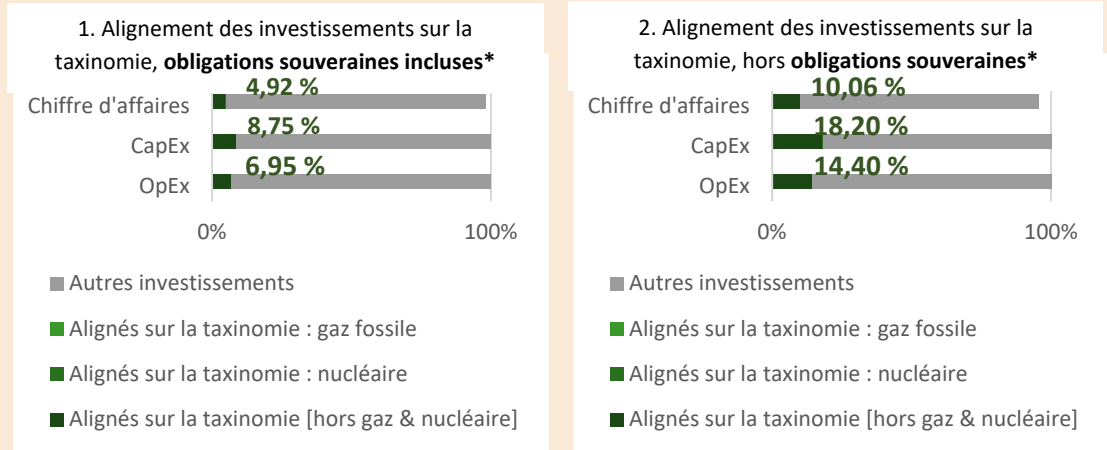 1. Alignement des investissements sur la
taxinomie, obligations souveraines incluses*
Chiffre d'affaires
4,92 %
CapEx
8,75 %
OpEx
6,95 %
0%
100%
Autres investissements
Alignés sur la taxinomie : gaz fossile
Alignés sur la taxinomie : nucléaire
Alignés sur la taxinomie [hors gaz & nucléaire]
2. Alignement des investissements sur la
taxinomie, hors obligations souveraines*
Chiffre d'affaires
10,06 %
CapEx
18,20 %
OpEx
14,40 %
0%
100%
Autres investissements
Alignés sur la taxinomie : gaz fossile
Alignés sur la taxinomie : nucléaire
Alignés sur la taxinomie [hors gaz & nucléaire]